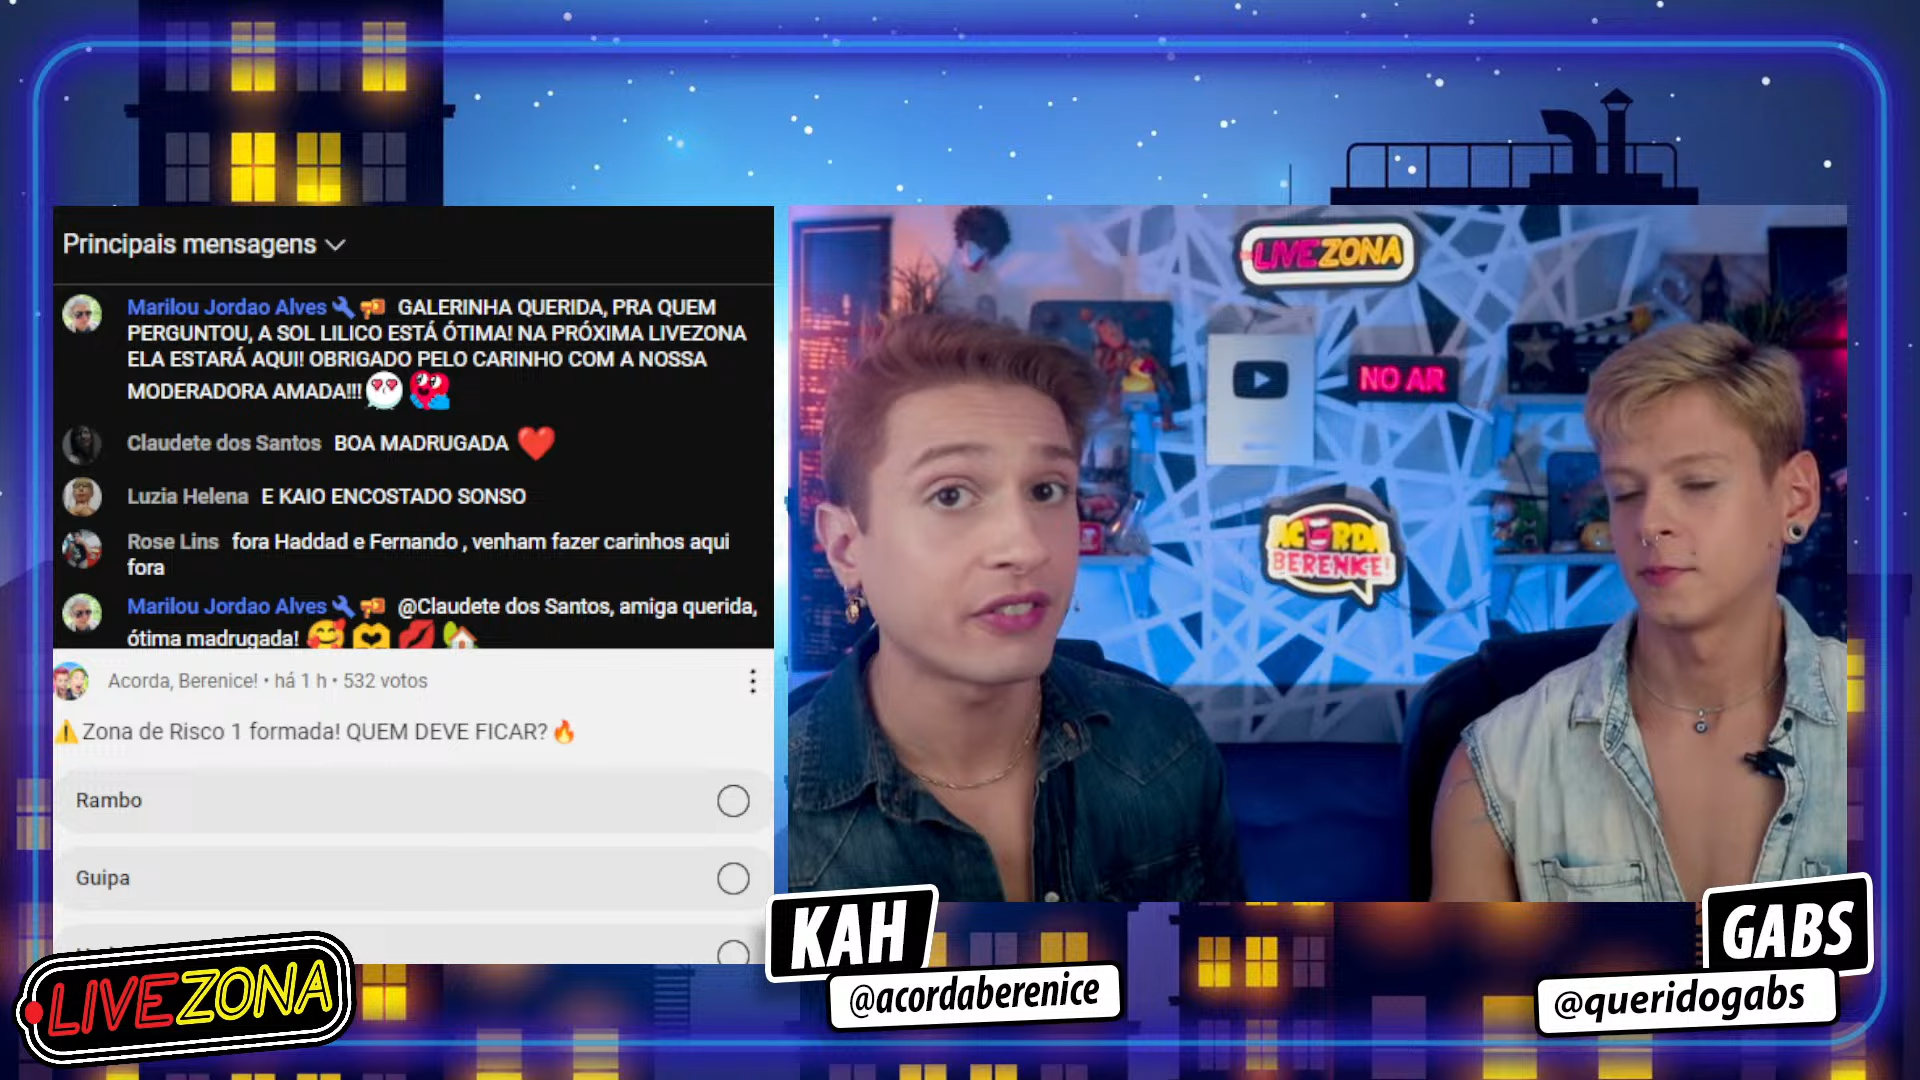 Principais mensagens
Marilou Jordao Alves GALERINHA QUERIDA, PRA QUEM
PERGUNTOU, A SOL LILICO ESTÁ ÓTIMA! NA PRÓXIMA LIVEZONA
ELA ESTARÁ AQUI! OBRIGADO PELO CARINHO COM A NOSSA
MODERADORA AMADA!!!
Claudete dos Santos BOA MADRUGADA
Luzia Helena E KAIO ENCOSTADO SONSO
Rose Lins fora Haddad e Fernando , venham fazer carinhos aqui
fora
Marilou Jordao Alves @Claudete dos Santos, amiga querida,
ótima madrugada!
Acorda, Berenice! • há 1 h • 532 votos
Zona de Risco 1 formada! QUEM DEVE FICAR?
Rambo
Guipa
LIVEZONA
LIVEZONA
NO AR
ACORDA
BERENICE!
KAH
@acordaberenice
GABS
@queridogabs